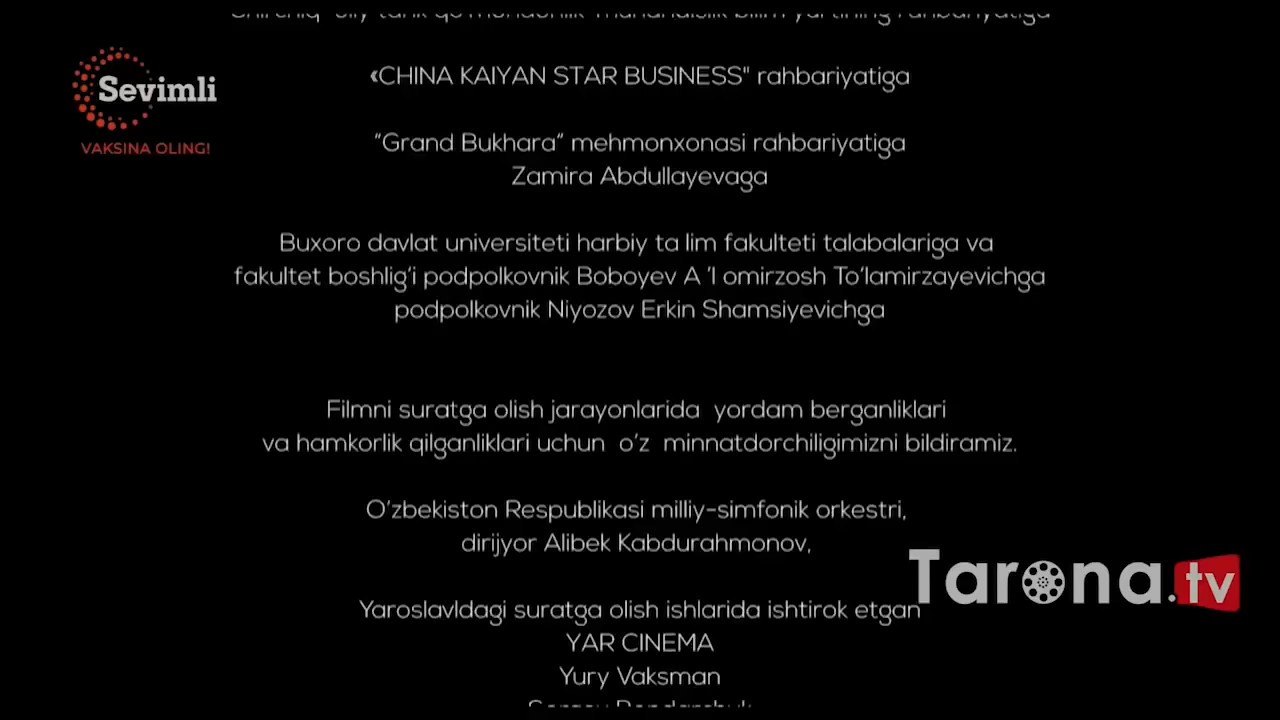 «CHINA KAIYAN STAR BUSINESS" rahbariyatiga
Sevimli
VAKSINA OLING!
"Grand Bukhara" mehmonxonasi rahbariyatiga
Zamira Abdullayevaga
Buxoro davlat universiteti harbiy ta lim fakulteti talabalariga va
fakultet boshlig'i podpolkovnik Boboyev A 'l omirzosh To'lamirzayevichga
podpolkovnik Niyozov Erkin Shamsiyevichga
Filmni suratga olish jarayonlarida yordam berganliklari
va hamkorlik qilganliklari uchun o'z minnatdorchiligimizni bildiramiz.
O'zbekiston Respublikasi milliy-simfonik orkestri,
dirijyor Alibek Kabdurahmonov,
Tarona.tv
Yaroslavldagi suratga olish ishlarida ishtirok etgan
YAR CINEMA
Yury Vaksman